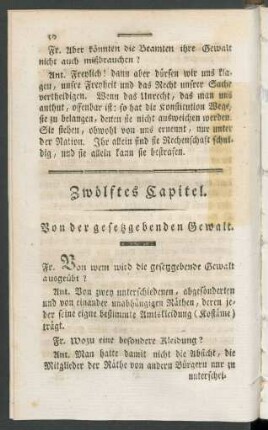 50
Fr. Aber könnten die Beamten ihre Gewalt
nicht auch mißbrauchen?
Ant. Freylich! dann aber dürfen wir uns kla-
gen, unsre Freyheit und das Recht unsrer Sache
vertheidigen. Wenn das Unrecht, das man uns
anthut, offenbar ist: so hat die Konstitution Wege,
sie zu belangen, denen sie nicht ausweichen werden.
Sie stehen, obwohl von uns ernennt, nur unter
der Nation. Ihr allein sind sie Rechenschaft schul-
dig, und sie allein kann sie bestrafen.
Zwölftes Capitel.
Von der gesetzgebenden Gewalt.
Fr. Von wem wird die gesetzgebende Gewalt
ausgeübt?
Ant. Von zwey unterschiedenen, abgesonderten
und von einander unabhängigen Räthen, deren je-
der seine eigne bestimmte Amtskleidung (Kostüme)
trägt.
Fr. Wozu eine besondere Kleidung?
Ant. Man hatte damit nicht die Absicht, die
Mitglieder der Räthe von andern Bürgern nur zu
unterschei-